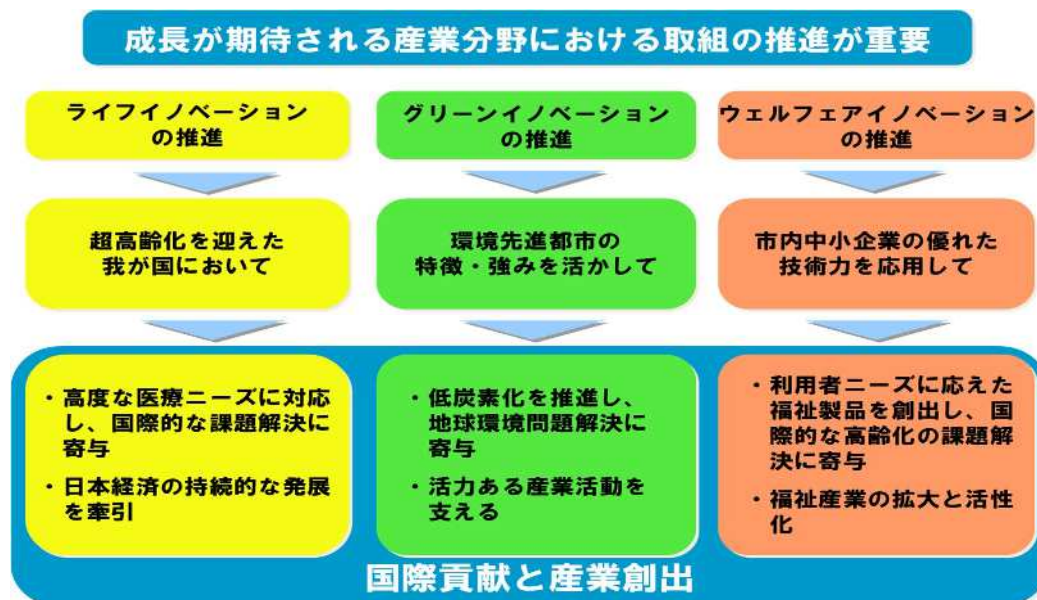 成長が期待される産業分野における取組の推進が重要
ライフイノベーション
の推進
超高齢化を迎えた
我が国において
・高度な医療ニーズに対応
し、国際的な課題解決に
寄与
・日本経済の持続的な発展
を牽引
グリーンイノベーション
の推進
環境先進都市の
特徴・強みを活かして
・低炭素化を推進し、
地球環境問題解決に
寄与
・活力ある産業活動を
支える
ウェルフェアイノベーション
の推進
市内中小企業の優れた
技術力を応用して
・利用者ニーズに応えた
福祉製品を創出し、国
際的な高齢化の課題解
決に寄与
・福祉産業の拡大と活性
化
国際貢献と産業創出